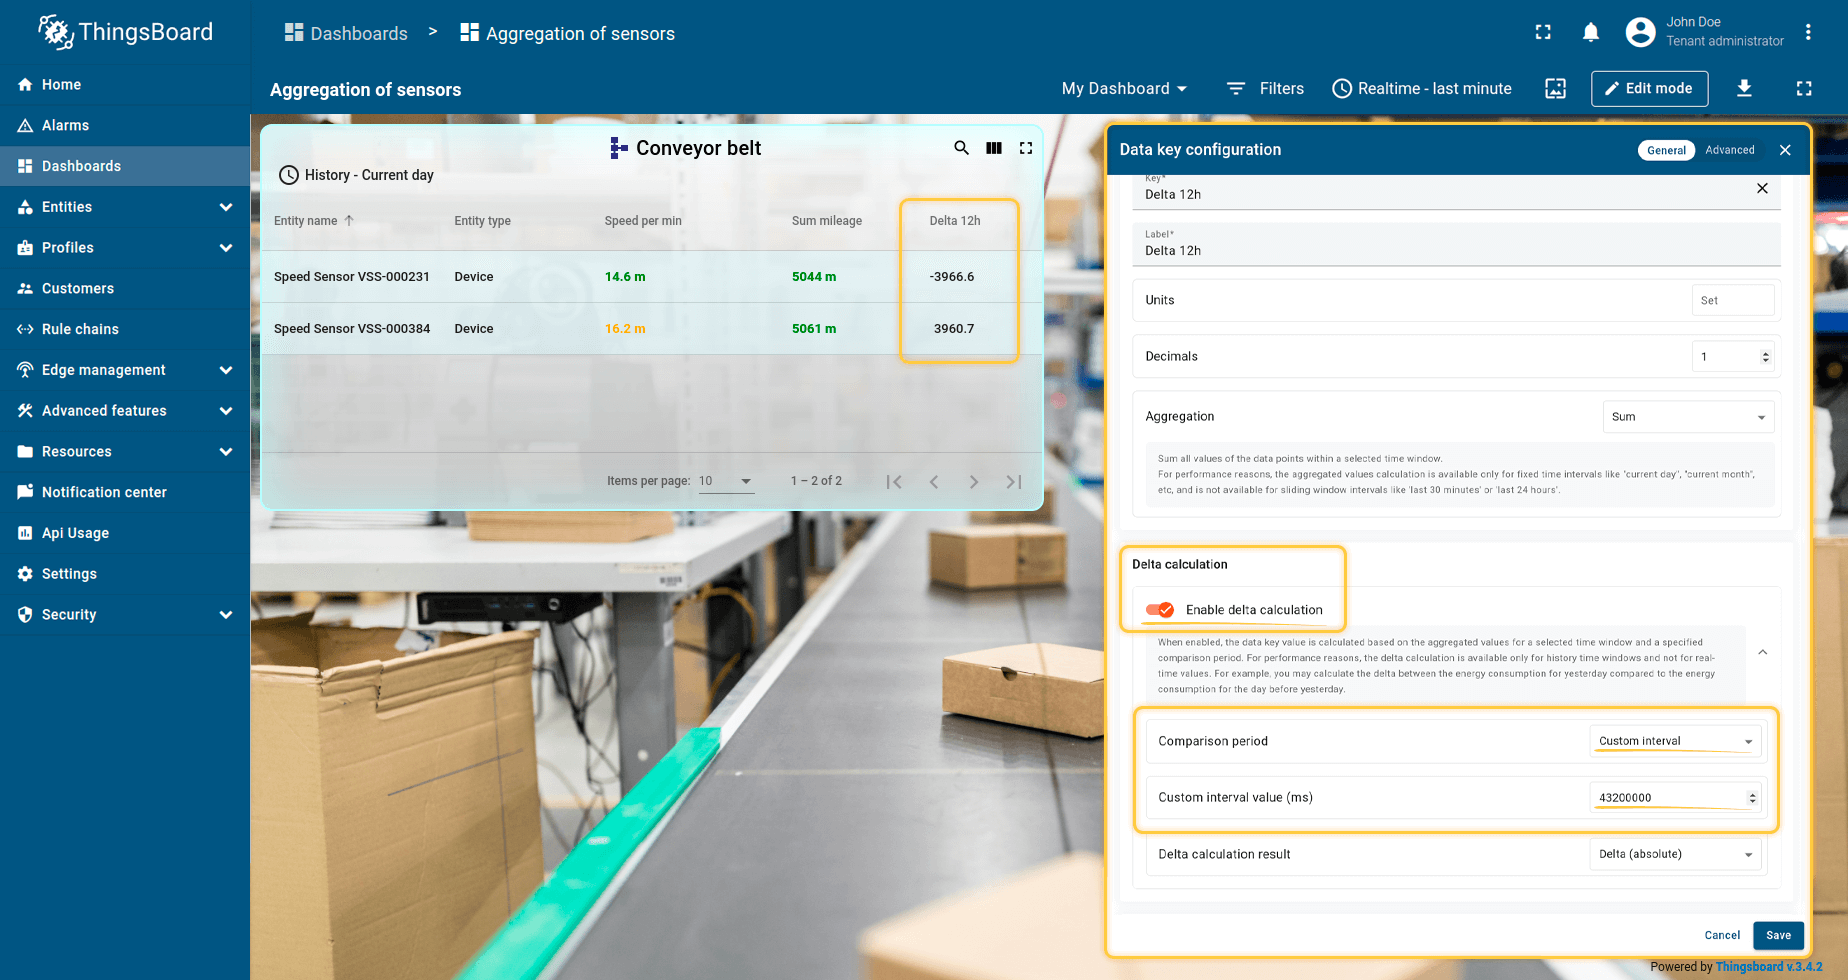 ThingsBoard
Dashboards > Aggregation of sensors
John Doe
Tenant administrator
Aggregation of sensors
My Dashboard
Filters
Realtime - last minute
Edit mode
Home
Alarms
Dashboards
Entities
Profiles
Customers
Rule chains
Edge management
Advanced features
Resources
Notification center
Api Usage
Settings
Security
Conveyor belt
History - Current day
Entity name Entity type Speed per min Sum mileage Delta 12h
Speed Sensor VSS-000231 Device 14.6 m 5044 m -3966.6
Speed Sensor VSS-000384 Device 16.2 m 5061 m 3960.7
Items per page: 10 1 – 2 of 2
Data key configuration
General Advanced
Key*
Delta 12h
Label*
Delta 12h
Units Set
Decimals 1
Aggregation Sum
Sum all values of the data points within a selected time window.
For performance reasons, the aggregated values calculation is available only for fixed time intervals like "current day", "current month",
etc, and is not available for sliding window intervals like 'last 30 minutes' or 'last 24 hours'.
Delta calculation
Enable delta calculation
When enabled, the data key value is calculated based on the aggregated values for a selected time window and a specified
comparison period. For performance reasons, the delta calculation is available only for history time windows and not for real-
time values. For example, you may calculate the delta between the energy consumption for yesterday compared to the energy
consumption for the day before yesterday.
Comparison period Custom interval
Custom interval value (ms) 43200000
Delta calculation result Delta (absolute)
Cancel Save
Powered by Thingsboard v.3.4.2